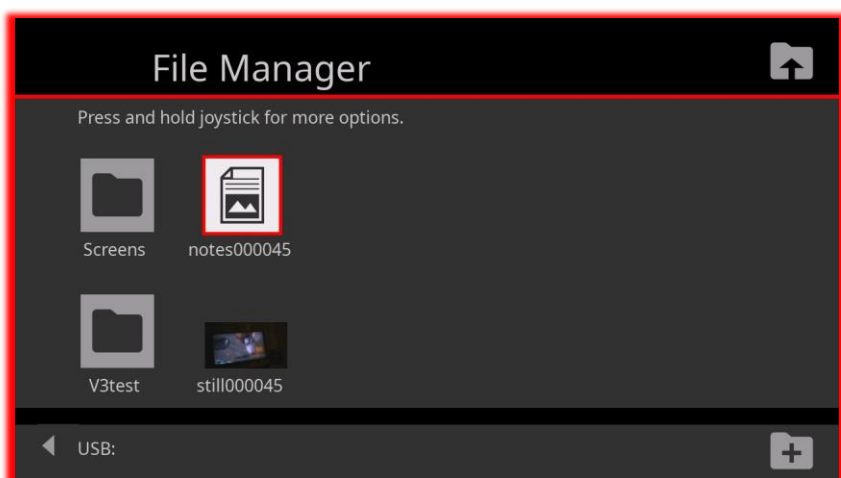 File Manager
Press and hold joystick for more options.
Screens notes000045
V3test still000045
USB: